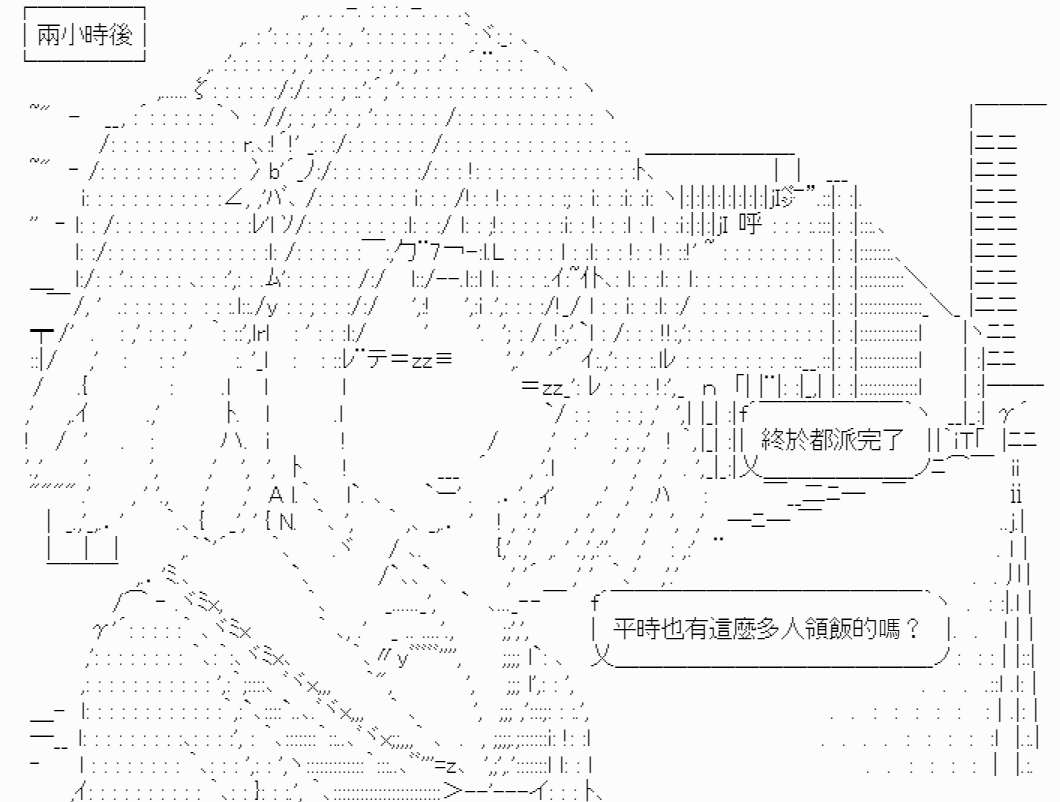 兩小時後
呼
終於都派完了
平時也有這麼多人領飯的嗎？